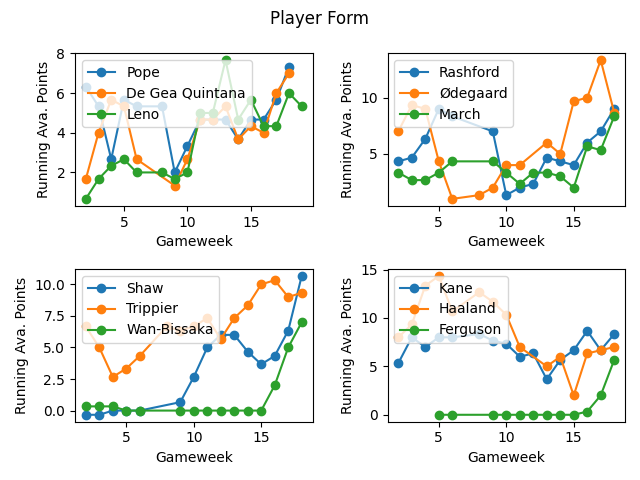 Player Form
8
6
4
2
Running Ava. Points
Pope
De Gea Quintana
Leno
5
10
15
Gameweek
10
5
Running Ava. Points
Rashford
Ødegaard
March
5
10
15
Gameweek
10.0
7.5
5.0
2.5
0.0
Running Ava. Points
Shaw
Trippier
Wan-Bissaka
5
10
15
Gameweek
15
10
5
0
Running Ava. Points
Kane
Haaland
Ferguson
5
10
15
Gameweek